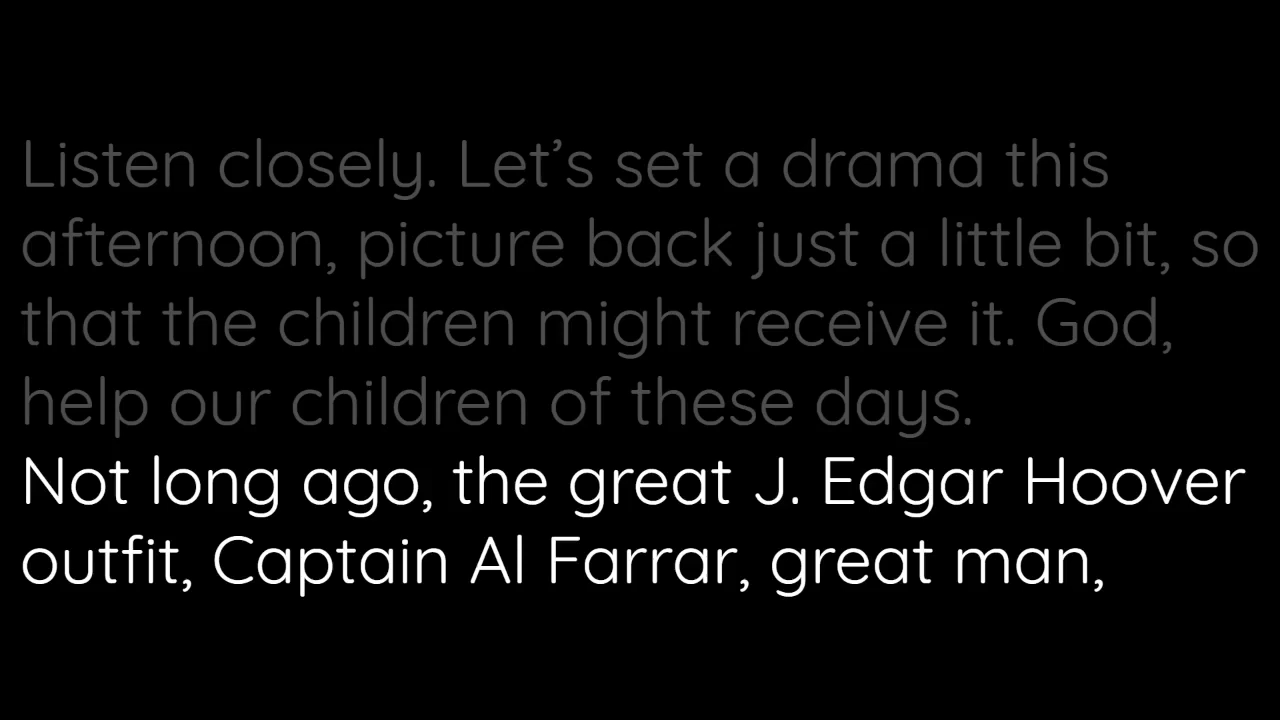 Listen closely. Let’s set a drama this
afternoon, picture back just a little bit, so
that the children might receive it. God,
help our children of these days.
Not long ago, the great J. Edgar Hoover
outfit, Captain Al Farrar, great man,